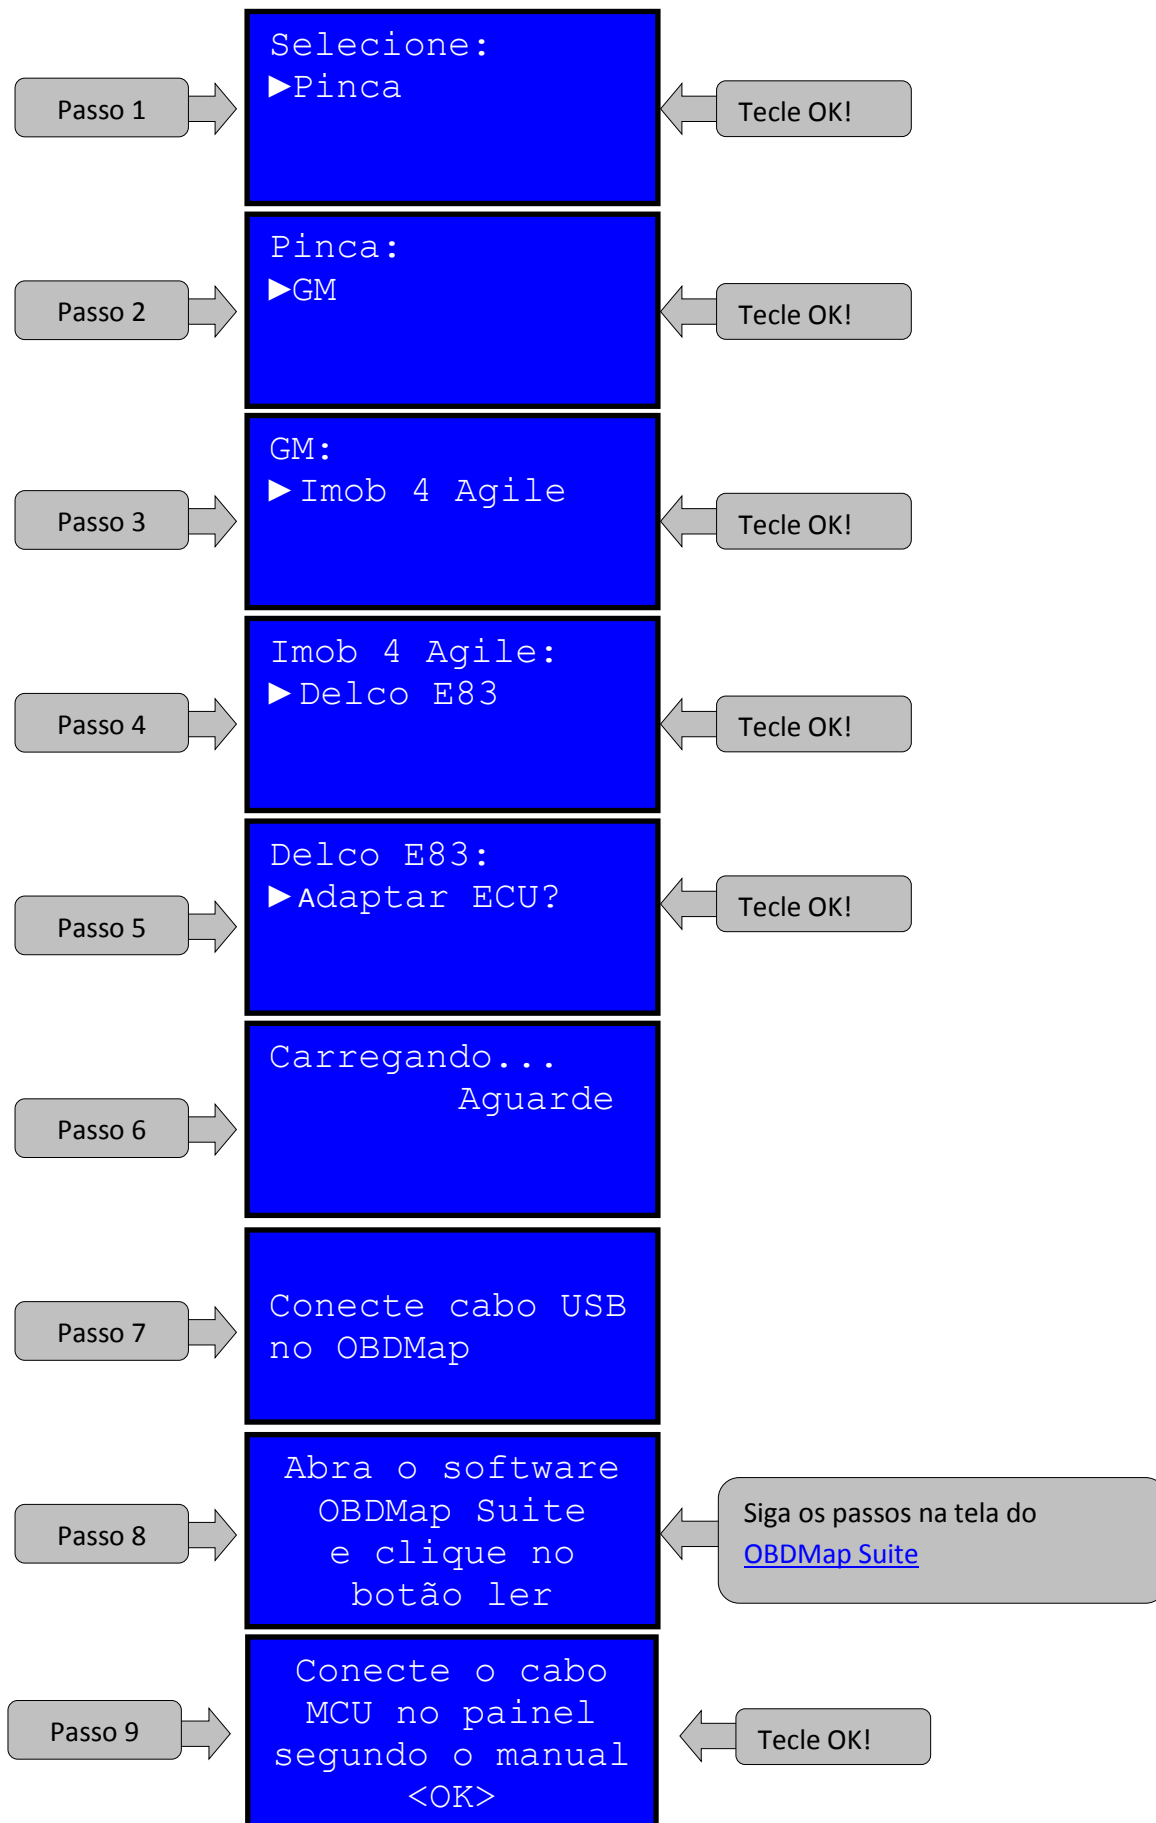 Passo 1
Selecione:
►Pinca
Tecle OK!
Passo 2
Pinca:
►GM
Tecle OK!
Passo 3
GM:
►Imob 4 Agile
Tecle OK!
Passo 4
Imob 4 Agile:
►Delco E83
Tecle OK!
Passo 5
Delco E83:
►Adaptar ECU?
Tecle OK!
Passo 6
Carregando...
Aguarde
Passo 7
Conecte cabo USB
no OBDMap
Passo 8
Abra o software
OBDMap Suite
e clique no
botão ler
Siga os passos na tela do
OBDMap Suite
Passo 9
Conecte o cabo
MCU no painel
segundo o manual
<OK>
Tecle OK!